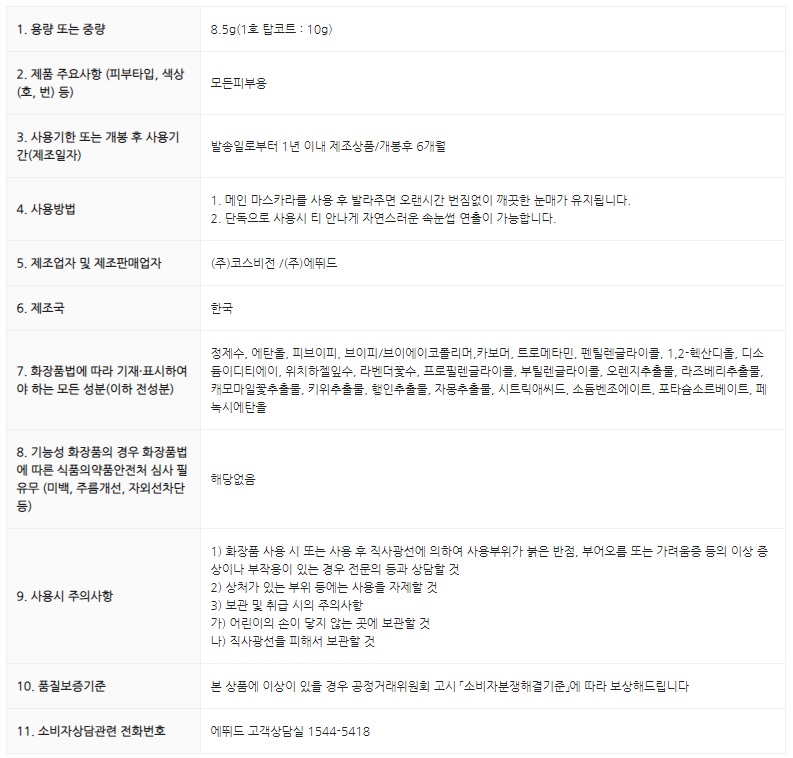 1. 용량 또는 중량
8.5g(1호 탑코트 : 10g)
2. 제품 주요사항 (피부타입, 색상
(호, 번) 등)
모든피부용
3. 사용기한 또는 개봉 후 사용기
간(제조일자)
발송일로부터 1년 이내 제조상품/개봉후 6개월
4. 사용방법
1. 메인 마스카라를 사용 후 발라주면 오랜시간 번짐없이 깨끗한 눈매가 유지됩니다.
2. 단독으로 사용시 티 안나게 자연스러운 속눈썹 연출이 가능합니다.
5. 제조업자 및 제조판매업자
(주)코스비전 /(주)에뛰드
6. 제조국
한국
7. 화장품법에 따라 기재·표시하여
야 하는 모든 성분(이하 전성분)
정제수, 에탄올, 피브이피, 브이피/브이에이코폴리머,카보머, 트로메타민, 펜틸렌글라이콜, 1,2-헥산디올, 디소
듐이디티에이, 위치하젤잎수, 라벤더꽃수, 프로필렌글라이콜, 부틸렌글라이콜, 오렌지추출물, 라즈베리추출물,
캐모마일꽃추출물, 키위추출물, 행인추출물, 자몽추출물, 시트릭애씨드, 소듐벤조에이트, 포타슘소르베이트, 페
녹시에탄올
8. 기능성 화장품의 경우 화장품법
에 따른 식품의약품안전처 심사 필
유무 (미백, 주름개선, 자외선차단
등)
해당없음
9. 사용시 주의사항
1) 화장품 사용 시 또는 사용 후 직사광선에 의하여 사용부위가 붉은 반점, 부어오름 또는 가려움증 등의 이상 증
상이나 부작용이 있는 경우 전문의 등과 상담할 것
2) 상처가 있는 부위 등에는 사용을 자제할 것
3) 보관 및 취급 시의 주의사항
가) 어린이의 손이 닿지 않는 곳에 보관할 것
나) 직사광선을 피해서 보관할 것
10. 품질보증기준
본 상품에 이상이 있을 경우 공정거래위원회 고시 「소비자분쟁해결기준」에 따라 보상해드립니다
11. 소비자상담관련 전화번호
에뛰드 고객상담실 1544-5418